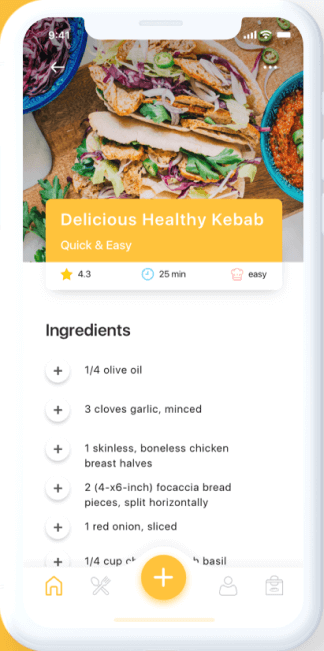 9:41
Delicious Healthy Kebab
Quick & Easy
4.3 25 min easy
Ingredients
1/4 olive oil
3 cloves garlic, minced
1 skinless, boneless chicken
breast halves
2 (4-x6-inch) focaccia bread
pieces, split horizontally
1 red onion, sliced
1/4 cup basil